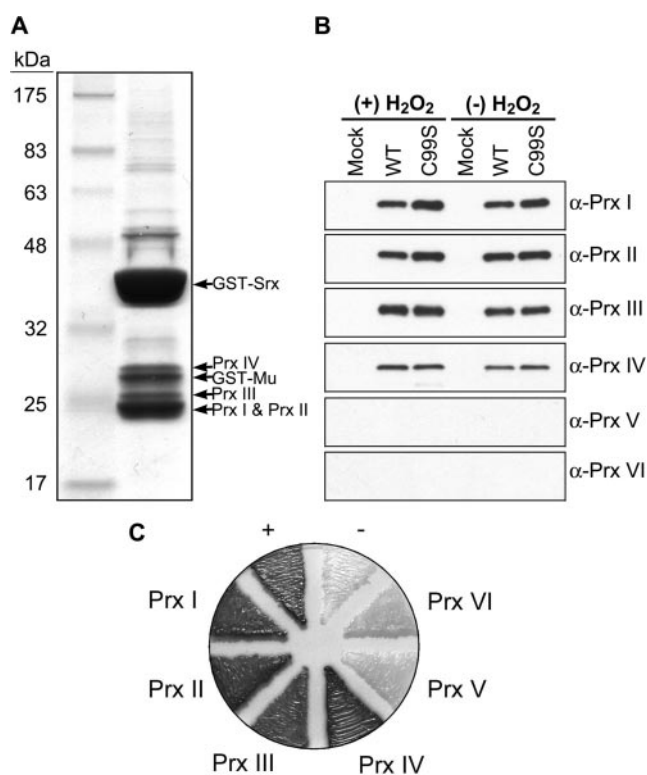 A
kDa
175
83
63
48
32
25
17
GST-Srx
Prx IV
GST-Mu
Prx III
Prx I & Prx II
B
(+) H₂O₂ (-) H₂O₂
Mock WT C99S Mock WT C99S
α-Prx I
α-Prx II
α-Prx III
α-Prx IV
α-Prx V
α-Prx VI
C
+ -
Prx I Prx VI
Prx II Prx V
Prx III Prx IV